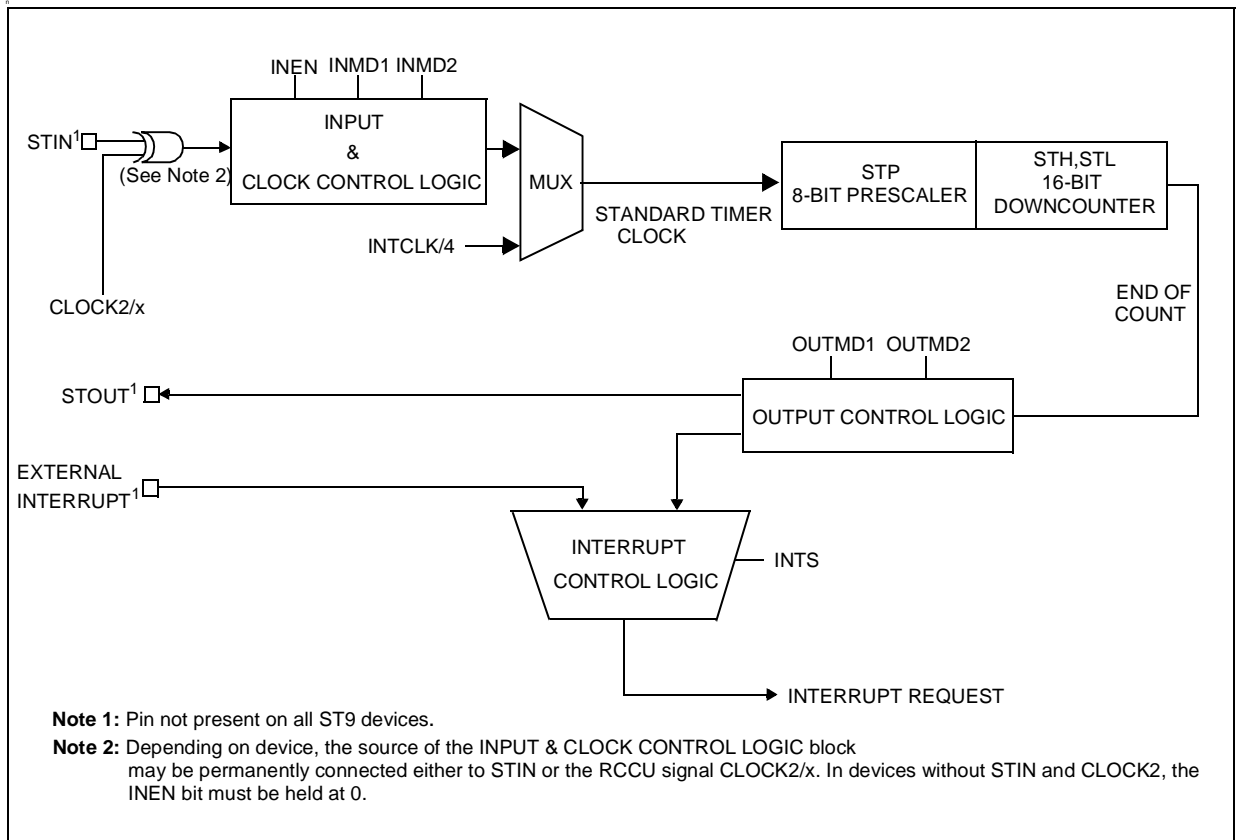 INEN INMD1 INMD2
STIN1
(See Note 2)
INPUT
&
CLOCK CONTROL LOGIC
MUX
INTCLK/4
CLOCK2/x
STANDARD TIMER
CLOCK
STP
8-BIT PRESCALER
STH,STL
16-BIT
DOWNCOUNTER
END OF
COUNT
OUTMD1 OUTMD2
STOUT1
OUTPUT CONTROL LOGIC
EXTERNAL
INTERRUPT1
INTERRUPT
CONTROL LOGIC
INTS
INTERRUPT REQUEST
Note 1: Pin not present on all ST9 devices.
Note 2: Depending on device, the source of the INPUT & CLOCK CONTROL LOGIC block
may be permanently connected either to STIN or the RCCU signal CLOCK2/x. In devices without STIN and CLOCK2, the
INEN bit must be held at 0.